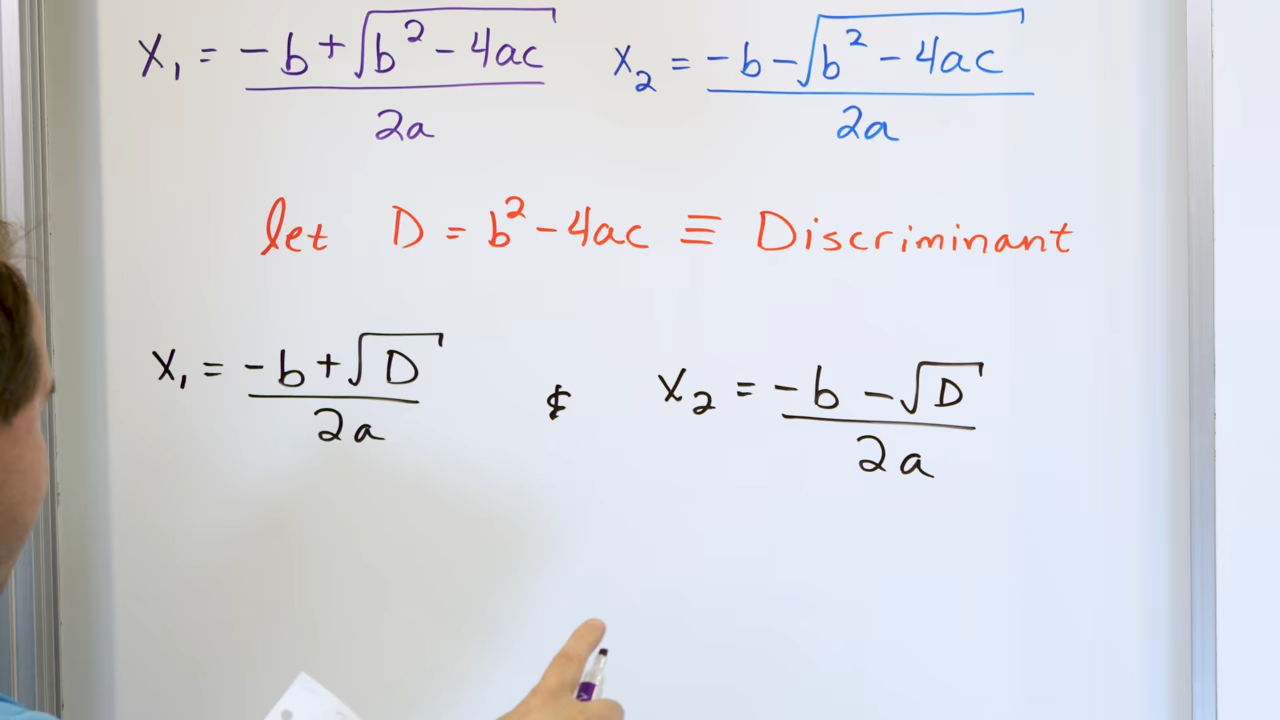 x₁ = -b + √(b² - 4ac) / 2a  x₂ = -b - √(b² - 4ac) / 2a
let D = b² - 4ac ≡ Discriminant
x₁ = -b + √D / 2a & x₂ = -b - √D / 2a